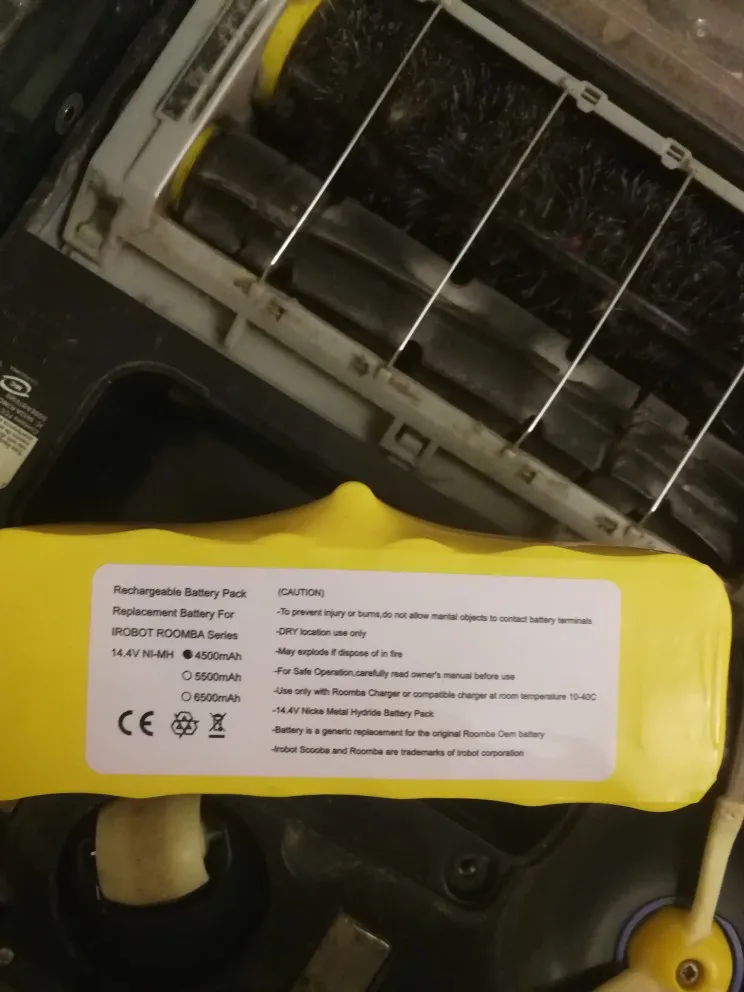 Rechargeable Battery Pack
Replacement Battery For
IROBOT ROOMBA Series
14.4V NI-MH 4500mAh
5500mAh
6500mAh
CE
(CAUTION)
-To prevent injury or burns,do not allow mantal objects to contact battery terminals
-DRY location use only
-May explode if dispose of in fire
-For Safe Operation,carefully read owner's manual before use
-Use only with Roomba Charger or compatible charger at room temperature 10-40C
-14.4V Nicke Metal Hydride Battery Pack
-Battery is a generic replacement for the original Roomba Oem battery
-Irobot Scooba and Roomba are trademarks of Irobot corporation